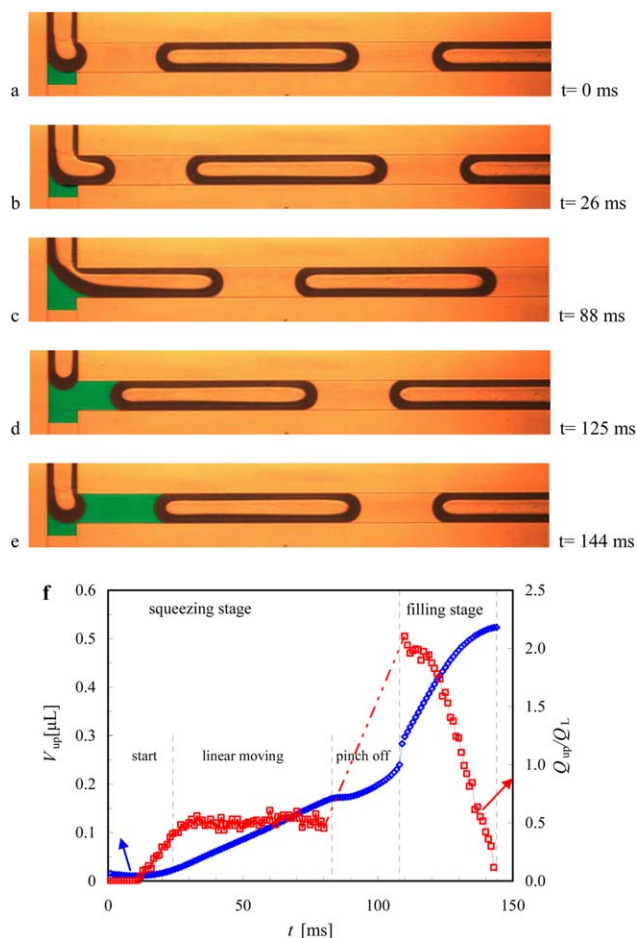 a
t= 0 ms
b
t= 26 ms
c
t= 88 ms
d
t= 125 ms
e
t= 144 ms
f
squeezing stage
filling stage
start
linear moving
pinch off
V_up[µL]
0.6
0.5
0.4
0.3
0.2
0.1
0
Q_up/Q_L
2.5
2.0
1.5
1.0
0.5
0.0
0
50
100
150
t [ms]